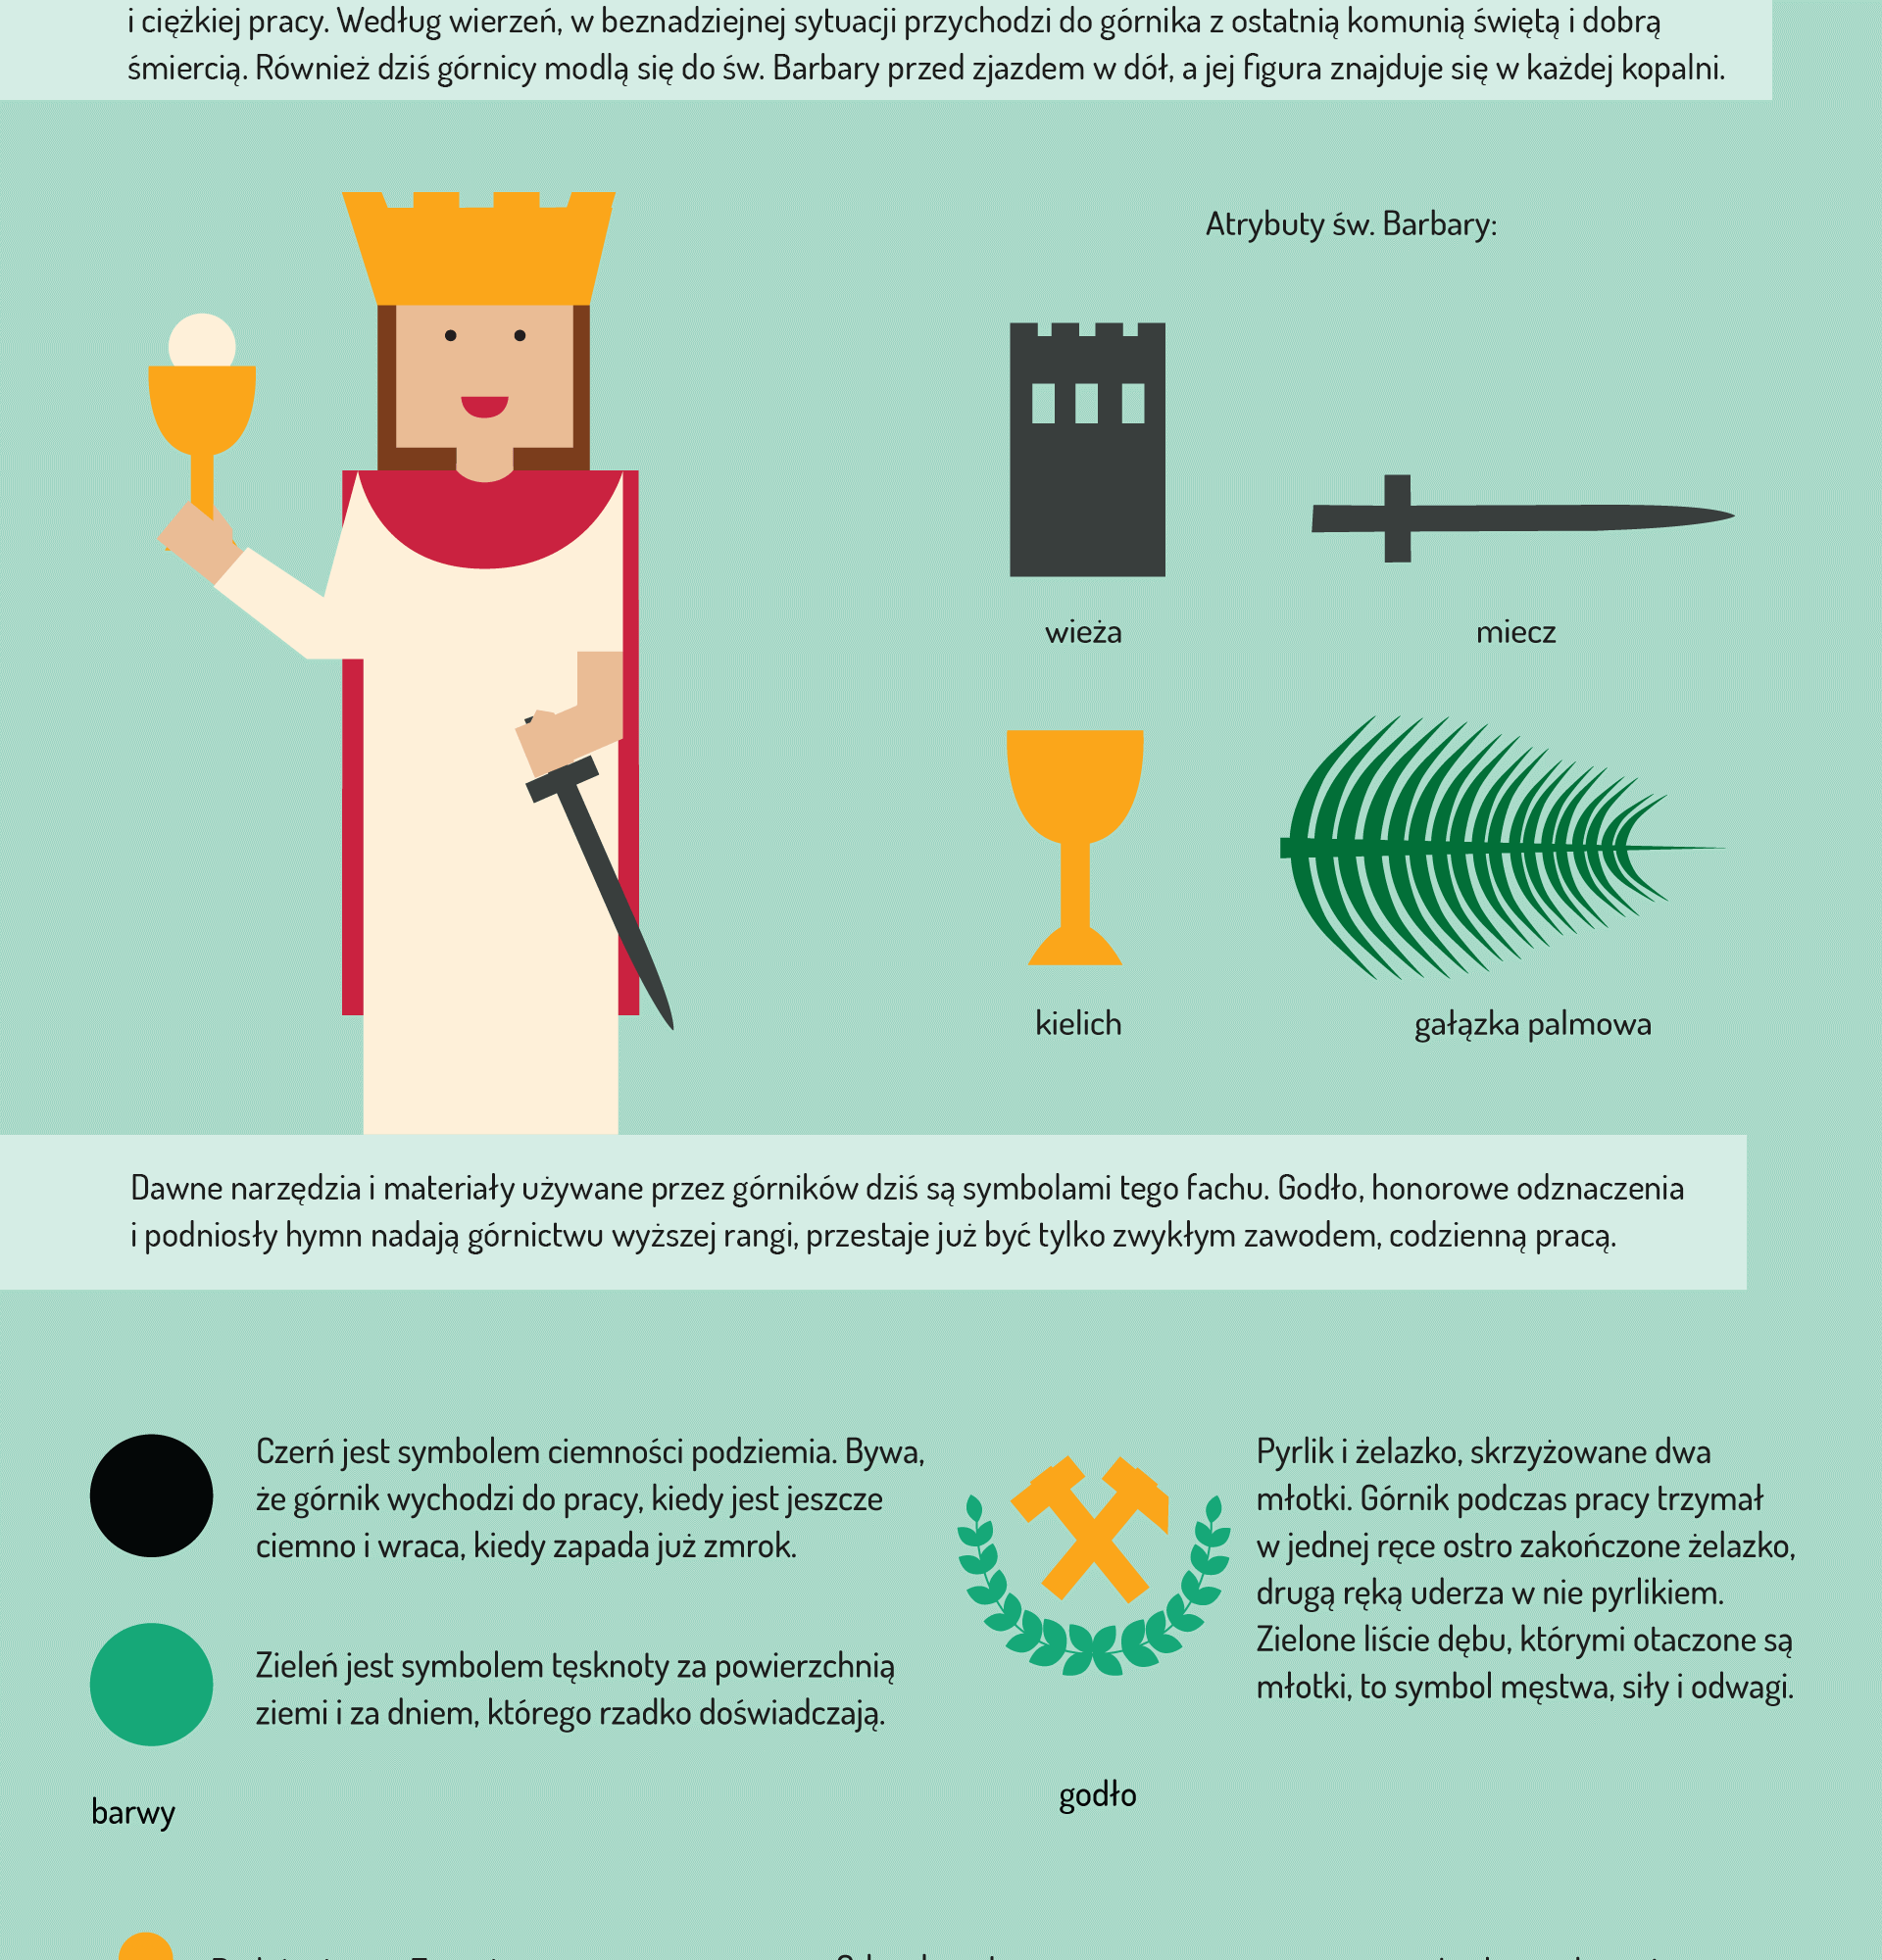 i ciężkiej pracy. Według wierzeń, w beznadziejnej sytuacji przychodzi do górnika z ostatnią komunią świętą i dobrą
śmiercią. Również dziś górnicy modlą się do św. Barbary przed zjazdem w dół, a jej figura znajduje się w każdej kopalni.
Atrybuty św. Barbary:
wieża
miecz
kielich
gałązka palmowa
Dawne narzędzia i materiały używane przez górników dziś są symbolami tego fachu. Godło, honorowe odznaczenia
i podniosły hymn nadają górnictwu wyższej rangi, przestaje już być tylko zwykłym zawodem, codzienną pracą.
Czerń jest symbolem ciemności podziemia. Bywa,
że górnik wychodzi do pracy, kiedy jest jeszcze
ciemno i wraca, kiedy zapada już zmrok.
Zieleń jest symbolem tęsknoty za powierzchnią
ziemi i za dniem, którego rzadko doświadczają.
barwy
Pyrlik i żelazko, skrzyżowane dwa
młotki. Górnik podczas pracy trzymał
w jednej ręce ostro zakończone żelazko,
drugą ręką uderza w nie pyrlikiem.
Zielone liście dębu, którymi otaczone są
młotki, to symbol męstwa, siły i odwagi.
godło